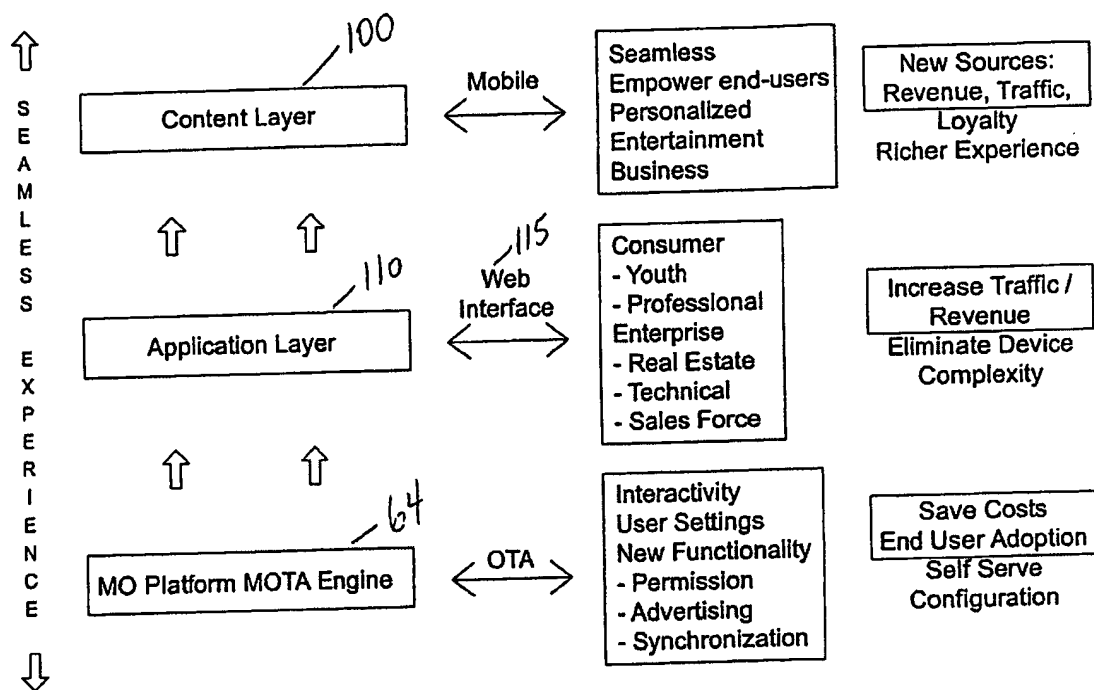 SEAMLESS EXPERIENCE
100
Content Layer
Mobile
Seamless
Empower end-users
Personalized
Entertainment
Business
New Sources:
Revenue, Traffic,
Loyalty
Richer Experience
110
Application Layer
115
Web
Interface
Consumer
- Youth
- Professional
Enterprise
- Real Estate
- Technical
- Sales Force
Increase Traffic /
Revenue
Eliminate Device
Complexity
64
MO Platform MOTA Engine
OTA
Interactivity
User Settings
New Functionality
- Permission
- Advertising
- Synchronization
Save Costs
End User Adoption
Self Serve
Configuration